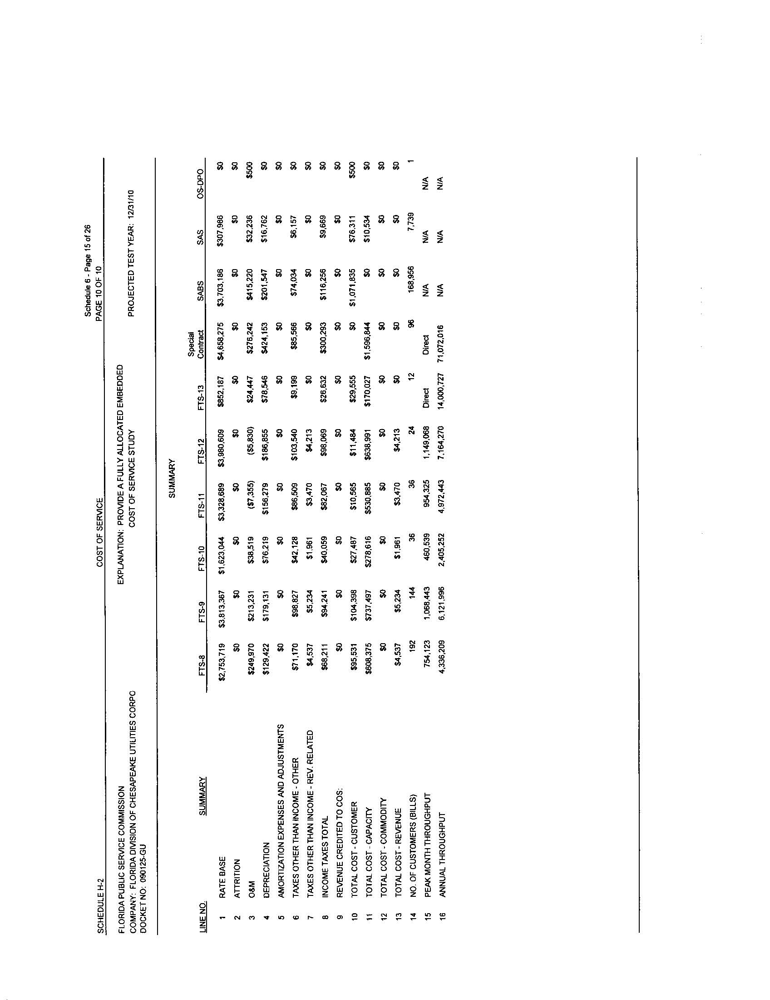 Schedule 6 - Page 15 of 26
SCHEDULE H-2 COST OF SERVICE PAGE 10 OF 10
FLORIDA PUBLIC SERVICE COMMISSION EXPLANATION: PROVIDE A FULLY ALLOCATED EMBEDDED
COMPANY: FLORIDA DIVISION OF CHESAPEAKE UTILITIES CORPO COST OF SERVICE STUDY PROJECTED TEST YEAR: 12/31/10
DOCKET NO: 090125-GU
SUMMARY
Special
LINE NO. SUMMARY FTS-8 FTS-9 FTS-10 FTS-11 FTS-12 FTS-13 Contract SABS SAS OS-DPO
1 RATE BASE $2,753,719 $3,813,367 $1,623,044 $3,328,689 $3,980,609 $852,187 $4,658,275 $3,703,186 $307,986 $0
2 ATTRITION $0 $0 $0 $0 $0 $0 $0 $0 $0 $0
3 O&M $249,970 $213,231 $38,519 ($7,355) ($5,830) $24,447 $276,242 $415,220 $32,236 $500
4 DEPRECIATION $129,422 $179,131 $76,219 $156,279 $186,855 $78,546 $424,153 $201,547 $16,762 $0
5 AMORTIZATION EXPENSES AND ADJUSTMENTS $0 $0 $0 $0 $0 $0 $0 $0 $0 $0
6 TAXES OTHER THAN INCOME - OTHER $71,170 $98,827 $42,128 $86,509 $103,540 $9,199 $85,566 $74,034 $6,157 $0
7 TAXES OTHER THAN INCOME - REV. RELATED $4,537 $5,234 $1,961 $3,470 $4,213 $0 $0 $0 $0 $0
8 INCOME TAXES TOTAL $68,211 $94,241 $40,059 $82,067 $98,069 $26,632 $300,293 $116,256 $9,669 $0
9 REVENUE CREDITED TO COS: $0 $0 $0 $0 $0 $0 $0 $0 $0 $0
10 TOTAL COST - CUSTOMER $95,531 $104,398 $27,487 $10,565 $11,484 $29,555 $0 $1,071,835 $76,311 $500
11 TOTAL COST - CAPACITY $608,375 $737,497 $278,616 $530,885 $638,991 $170,027 $1,596,844 $0 $10,534 $0
12 TOTAL COST - COMMODITY $0 $0 $0 $0 $0 $0 $0 $0 $0 $0
13 TOTAL COST - REVENUE $4,537 $5,234 $1,961 $3,470 $4,213 $0 $0 $0 $0 $0
14 NO. OF CUSTOMERS (BILLS) 192 144 36 36 24 12 96 168,956 7,739 1
15 PEAK MONTH THROUGHPUT 754,123 1,068,443 460,539 954,325 1,149,068 Direct Direct N/A N/A N/A
16 ANNUAL THROUGHPUT 4,336,209 6,121,996 2,405,252 4,972,443 7,164,270 14,000,727 71,072,016 N/A N/A N/A